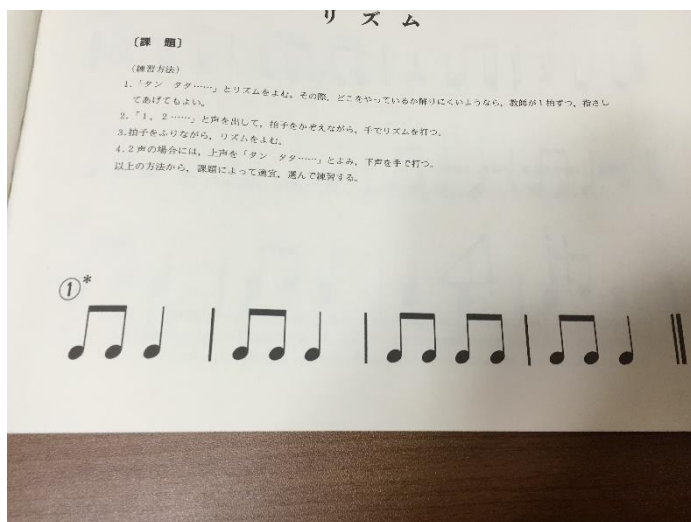 リズム
〔課 題〕
(練習方法)
1.「タン タタ……」とリズムをよむ。その際、どこをやっているか解りにくいようなら、教師が1拍ずつ、指さし
てあげてもよい。
2.「1,2……」と声を出して、拍子をかぞえながら、手でリズムを打つ。
3.拍子をふりながら、リズムをよむ。
4.2声の場合には、上声を「タン タタ……」とよみ、下声を手で打つ。
以上の方法から、課題によって適宜、選んで練習する。
①*